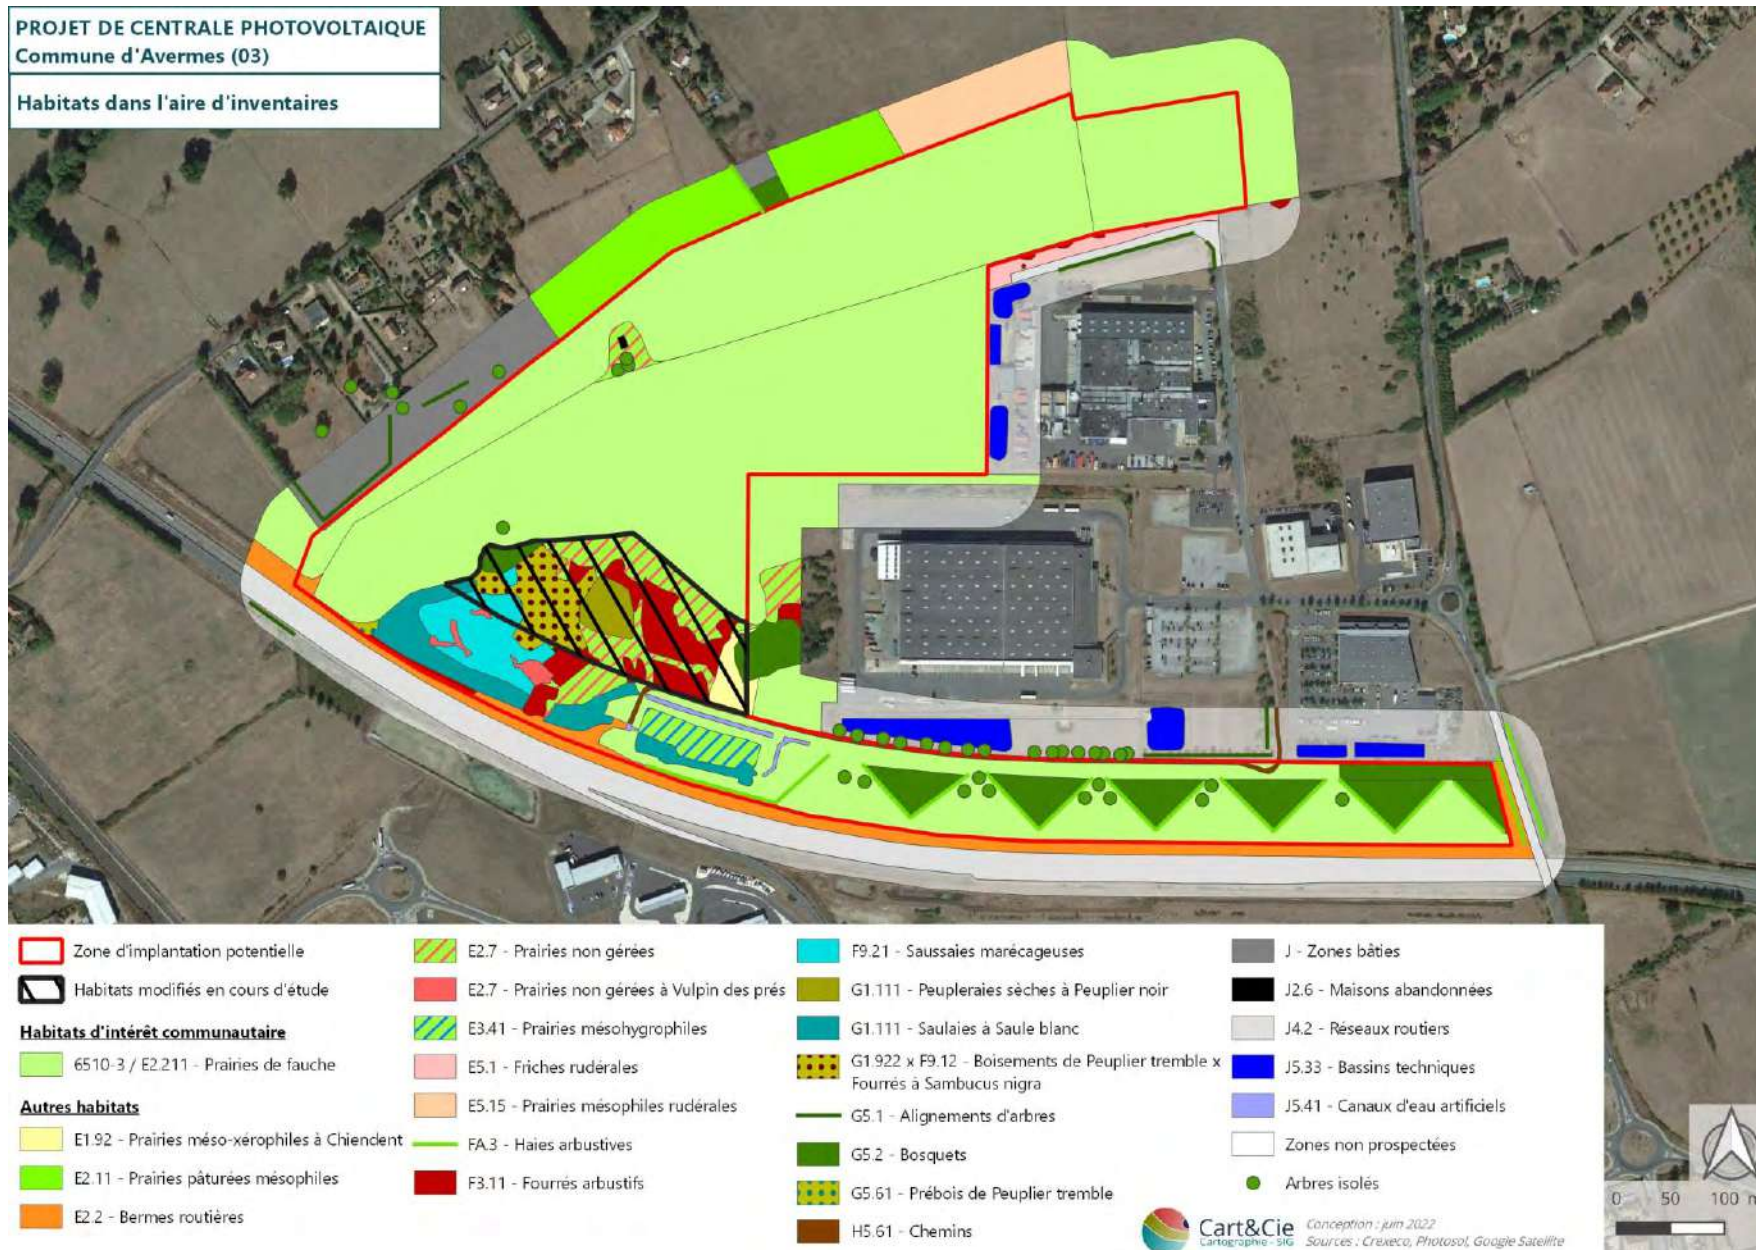 PROJET DE CENTRALE PHOTOVOLTAIQUE
Commune d'Avermes (03)
Habitats dans l'aire d'inventaires
Zone d'implantation potentielle
Habitats modifiés en cours d'étude
Habitats d'intérêt communautaire
6510-3 / E2.211 - Prairies de fauche
Autres habitats
E1.92 - Prairies méso-xérophiles à Chiendent
E2.11 - Prairies pâturées mésophiles
E2.2 - Bermes routières
E2.7 - Prairies non gérées
E2.7 - Prairies non gérées à Vulpin des prés
E3.41 - Prairies mésohygrophiles
E5.1 - Friches rudérales
E5.15 - Prairies mésophiles rudérales
FA.3 - Haies arbustives
F3.11 - Fourrés arbustifs
F9.21 - Saussaies marécageuses
G1.111 - Peupleraies sèches à Peuplier noir
G1.111 - Saulaies à Saule blanc
G1.922 x F9.12 - Boisements de Peuplier tremble x
Fourrés à Sambucus nigra
G5.1 - Alignements d'arbres
G5.2 - Bosquets
G5.61 - Prébois de Peuplier tremble
H5.61 - Chemins
J - Zones bâties
J2.6 - Maisons abandonnées
J4.2 - Réseaux routiers
J5.33 - Bassins techniques
J5.41 - Canaux d'eau artificiels
Zones non prospectées
Arbres isolés
Cart&Cie
Cartographie - SIG
Conception : juin 2022
Sources : Crexeco, Photosol, Google Satellite
0 50 100 m